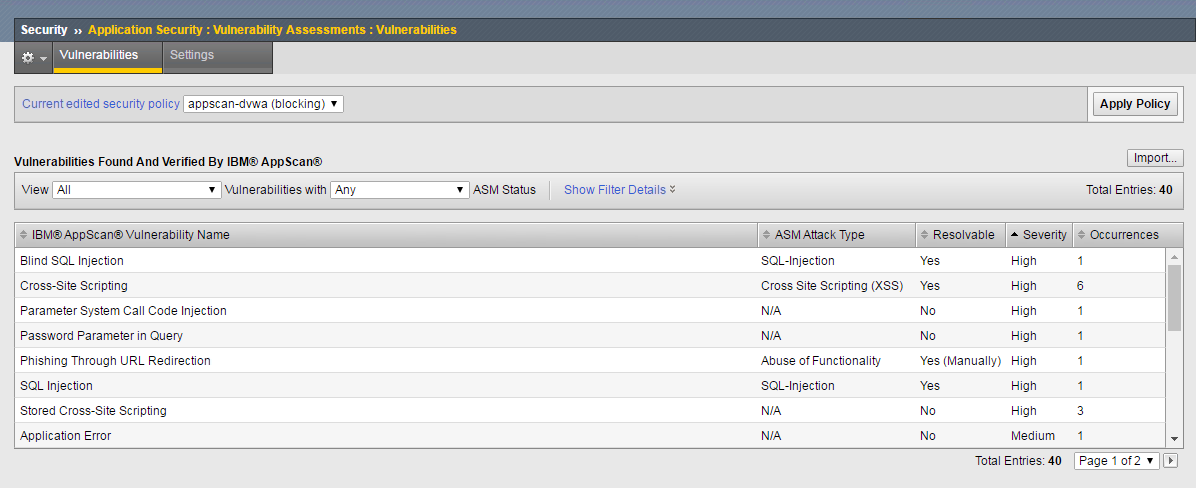 Security ›› Application Security : Vulnerability Assessments : Vulnerabilities
Vulnerabilities Settings
Current edited security policy appscan-dvwa (blocking) Apply Policy
Vulnerabilities Found And Verified By IBM® AppScan® Import...
View All Vulnerabilities with Any ASM Status Show Filter Details Total Entries: 40
IBM® AppScan® Vulnerability Name ASM Attack Type Resolvable Severity Occurrences
Blind SQL Injection SQL-Injection Yes High 1
Cross-Site Scripting Cross Site Scripting (XSS) Yes High 6
Parameter System Call Code Injection N/A No High 1
Password Parameter in Query N/A No High 1
Phishing Through URL Redirection Abuse of Functionality Yes (Manually) High 1
SQL Injection SQL-Injection Yes High 1
Stored Cross-Site Scripting N/A No High 3
Application Error N/A No Medium 1
Total Entries: 40 Page 1 of 2